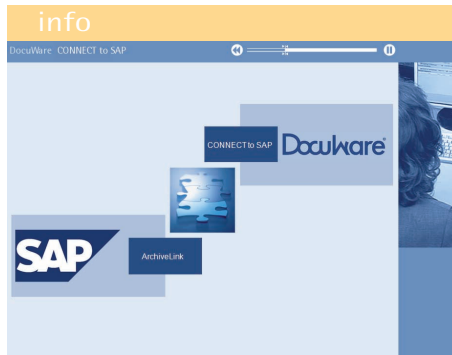 info
DocuWare CONNECT to SAP
CONNECT to SAP
DocuWare®
SAP
ArchiveLink